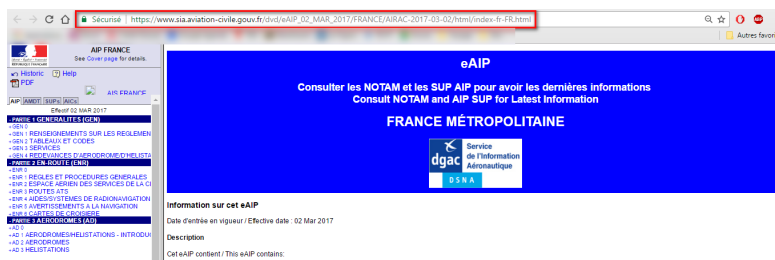 Sécurisé | https://www.sia.aviation-civile.gouv.fr/dvd/eAIP_02_MAR_2017/FRANCE/AIRAC-2017-03-02/html/index-fr-FR.html
Autres favori
AIP FRANCE
See Cover page for details.
Historic Help
PDF
AIS FRANCE
AIP AMDT SUPs AICs
Effectif 02 MAR 2017
- PARTIE 1 GENERALITES (GEN)
+GEN 0
+GEN 1 RENSEIGNEMENTS SUR LES REGLEMEN
+GEN 2 TABLEAUX ET CODES
+GEN 3 SERVICES
+GEN 4 REDEVANCES D'AERODROME/D'HELISTA
- PARTIE 2 EN-ROUTE (ENR)
+ENR 0
+ENR 1 REGLES ET PROCEDURES GENERALES
+ENR 2 ESPACE AERIEN DES SERVICES DE LA CI
+ENR 3 ROUTES ATS
+ENR 4 AIDES/SYSTEMES DE RADIONAVIGATION
+ENR 5 AVERTISSEMENTS A LA NAVIGATION
+ENR 6 CARTES DE CROISIERE
- PARTIE 3 AERODROMES (AD)
+AD 0
+AD 1 AERODROMES/HELISTATIONS - INTRODU
+AD 2 AERODROMES
+AD 3 HELISTATIONS
eAIP
Consulter les NOTAM et les SUP AIP pour avoir les dernières informations
Consult NOTAM and AIP SUP for Latest Information
FRANCE MÉTROPOLITAINE
dgac
DSNA
Service
de l'Information
Aéronautique
Information sur cet eAIP
Date d'entrée en vigueur / Effective date : 02 Mar 2017
Description
Cet eAIP contient / This eAIP contains: